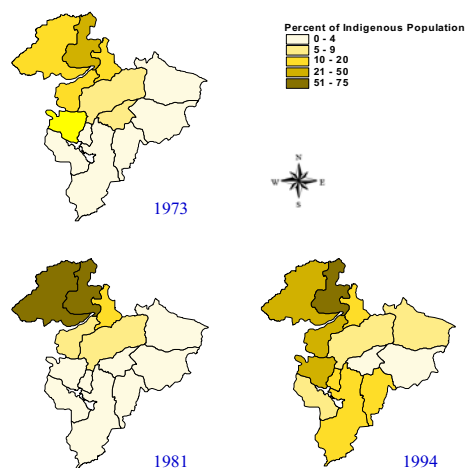 Percent of Indigenous Population
0 - 4
5 - 9
10 - 20
21 - 50
51 - 75
N
W E
S
1973
1981
1994